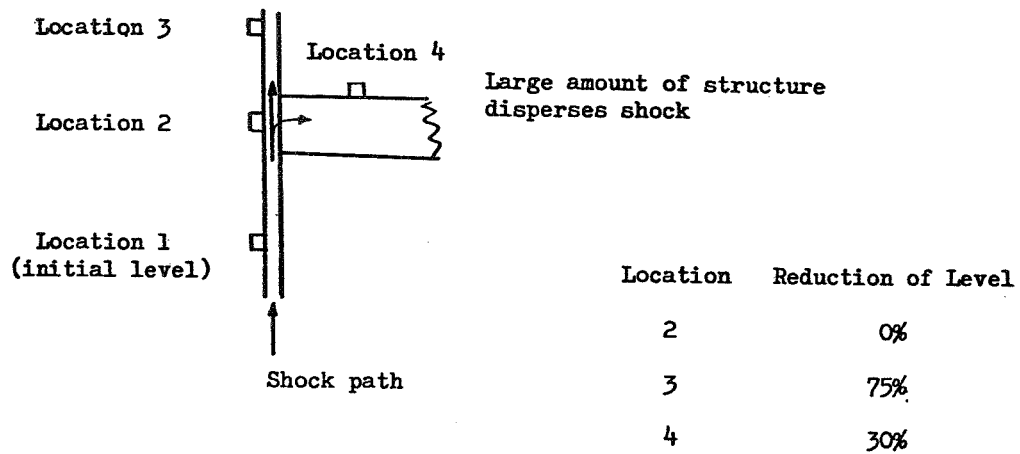 Location 3
Location 4
Large amount of structure
disperses shock
Location 2
Location 1
(initial level)
Location Reduction of Level
2 0%
3 75%
4 30%
Shock path